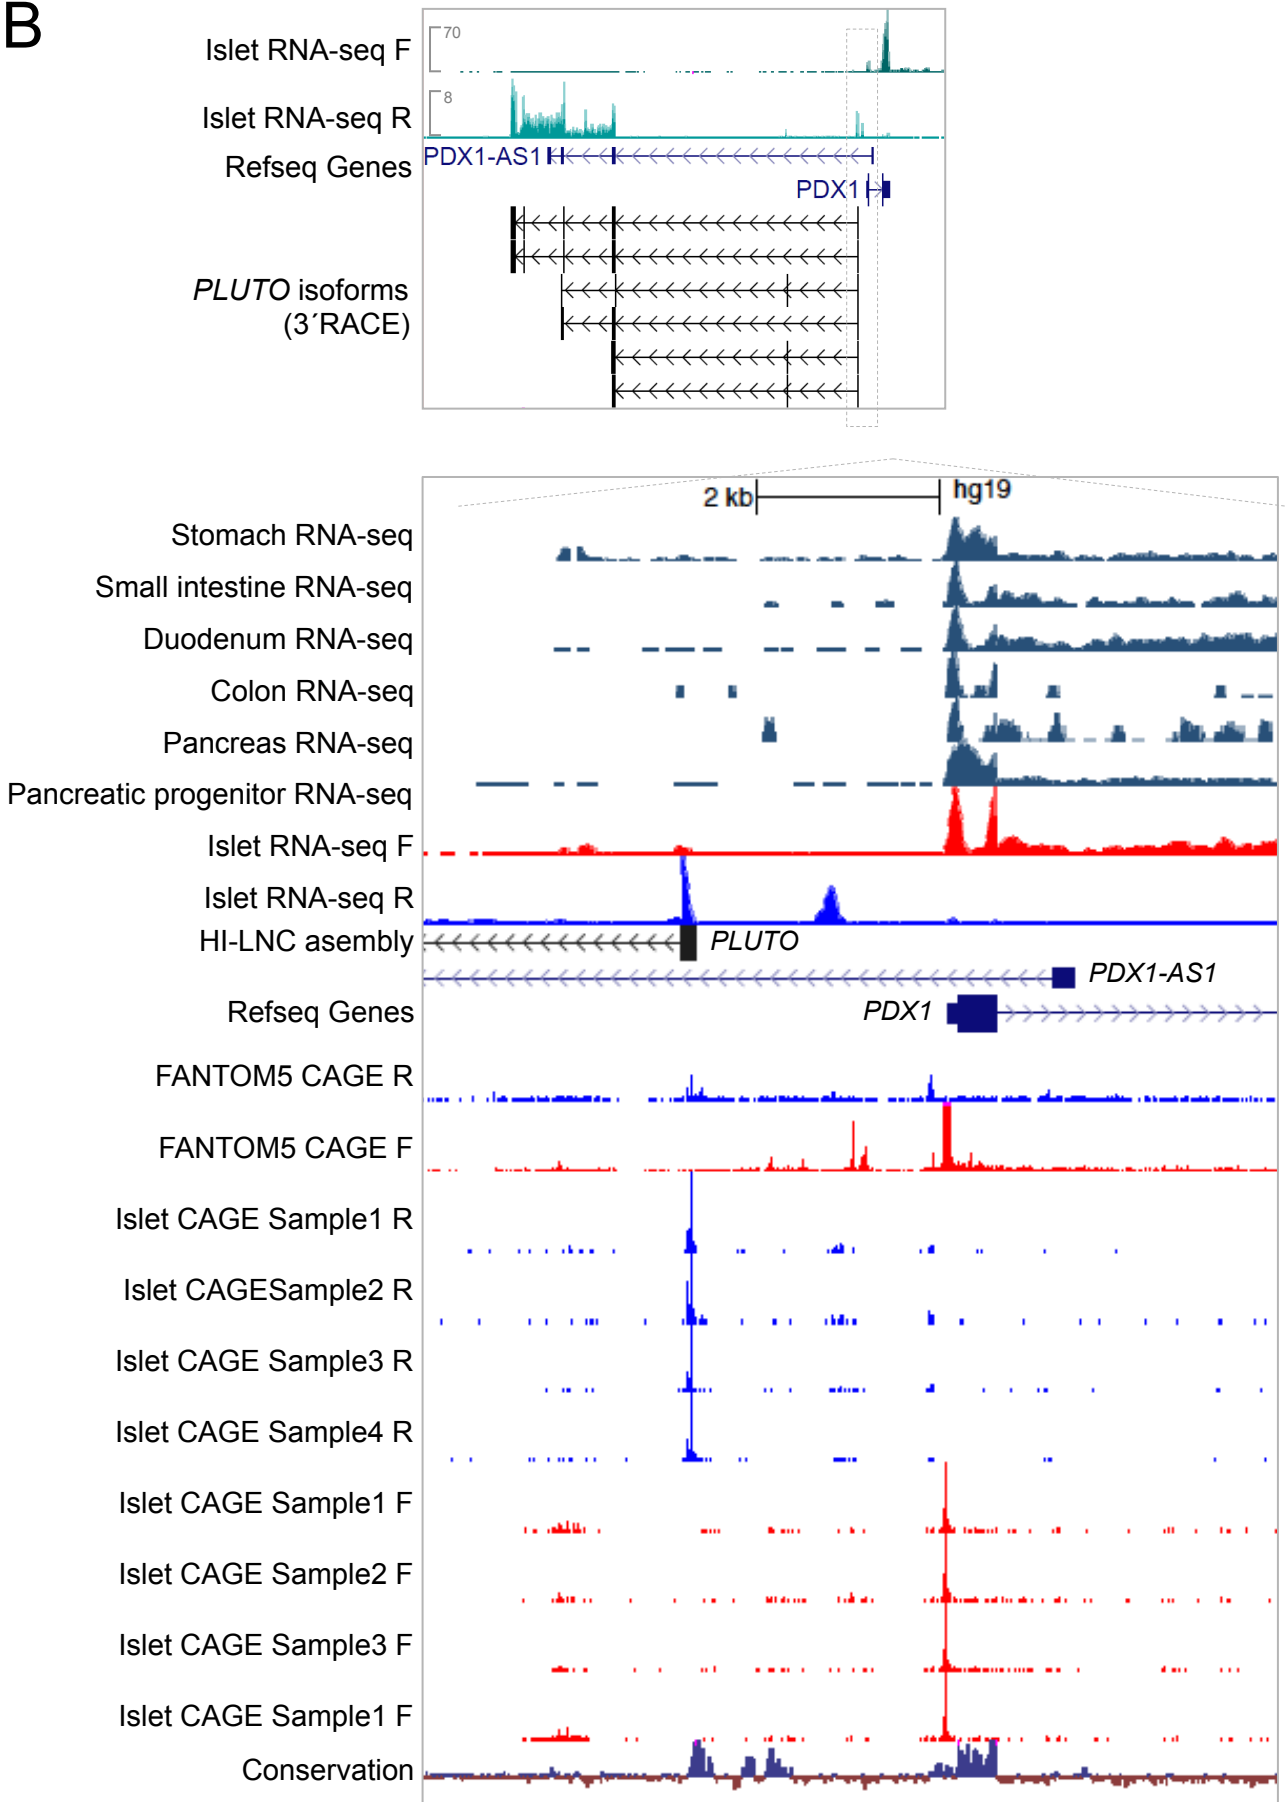 B
Islet RNA-seq F
70
Islet RNA-seq R
8
Refseq Genes
PDX1-AS1
PDX1
PLUTO isoforms
(3´RACE)
2 kb
hg19
Stomach RNA-seq
Small intestine RNA-seq
Duodenum RNA-seq
Colon RNA-seq
Pancreas RNA-seq
Pancreatic progenitor RNA-seq
Islet RNA-seq F
Islet RNA-seq R
HI-LNC asembly
PLUTO
PDX1-AS1
Refseq Genes
PDX1
FANTOM5 CAGE R
FANTOM5 CAGE F
Islet CAGE Sample1 R
Islet CAGESample2 R
Islet CAGE Sample3 R
Islet CAGE Sample4 R
Islet CAGE Sample1 F
Islet CAGE Sample2 F
Islet CAGE Sample3 F
Islet CAGE Sample1 F
Conservation